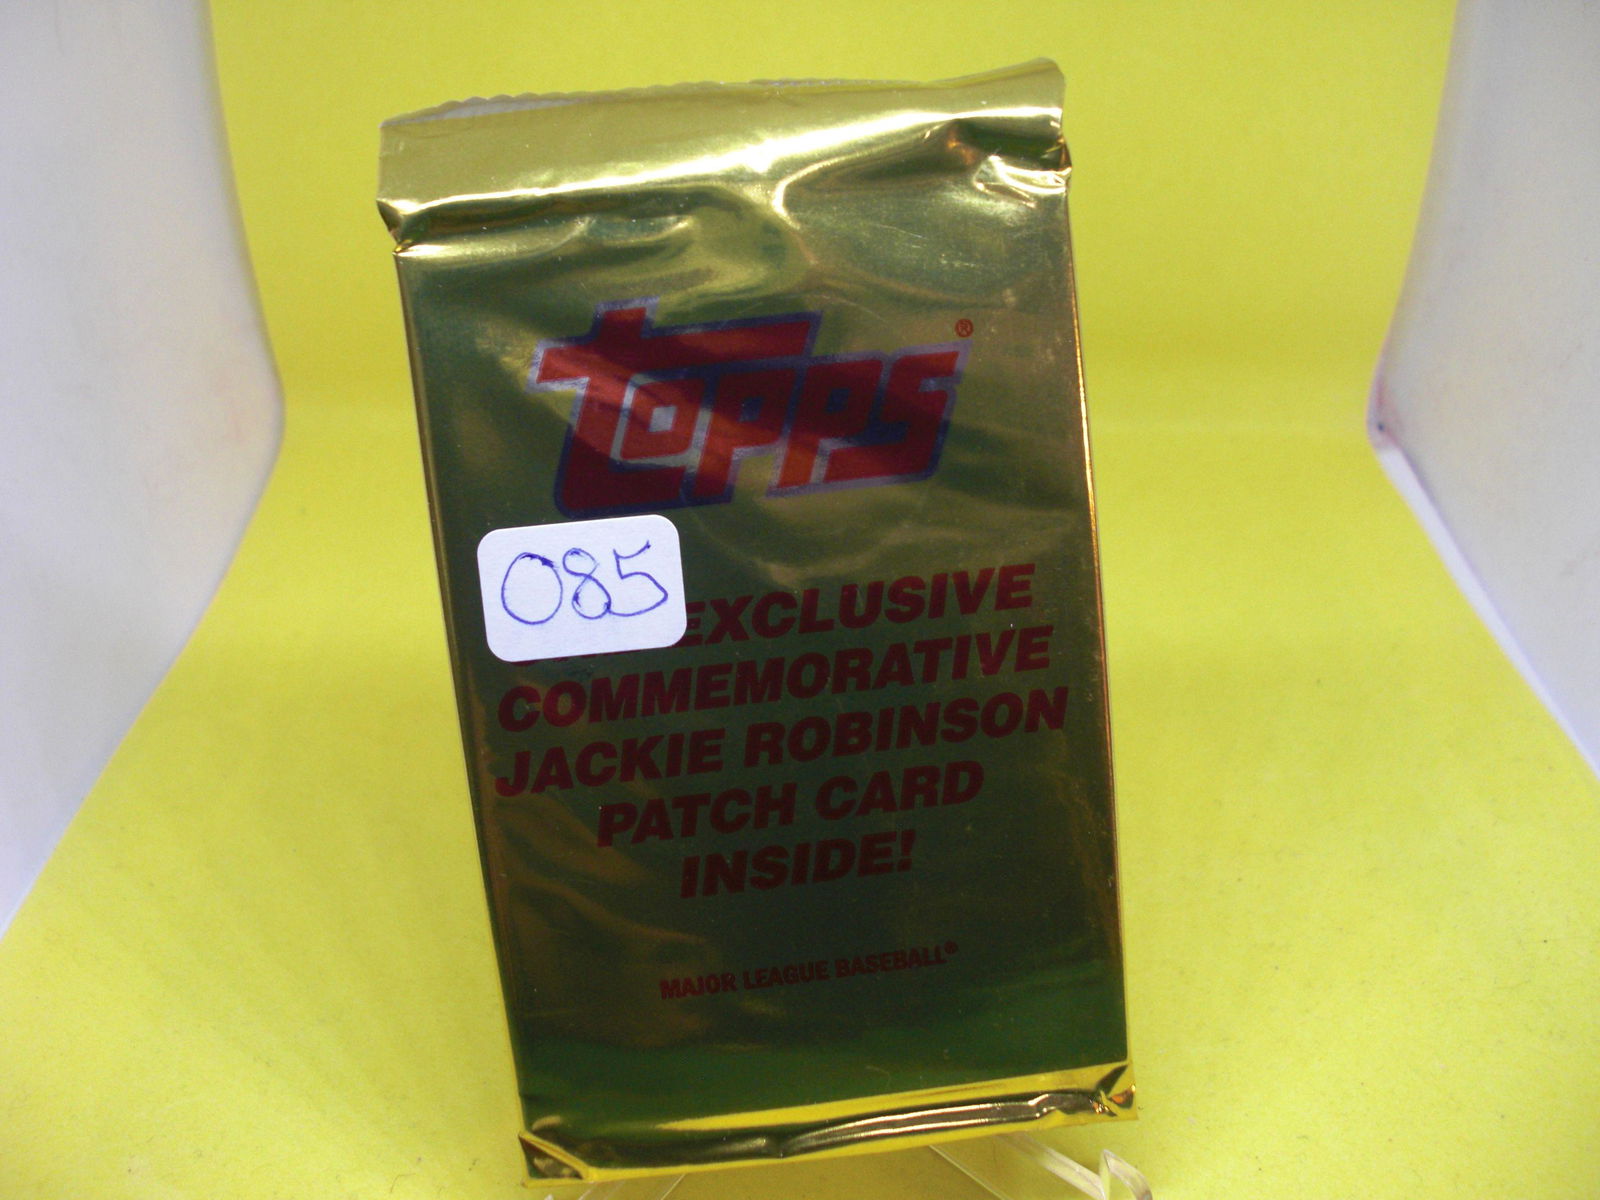 Topps®
085
EXCLUSIVE
COMMEMORATIVE
JACKIE ROBINSON
PATCH CARD
INSIDE!
MAJOR LEAGUE BASEBALL®